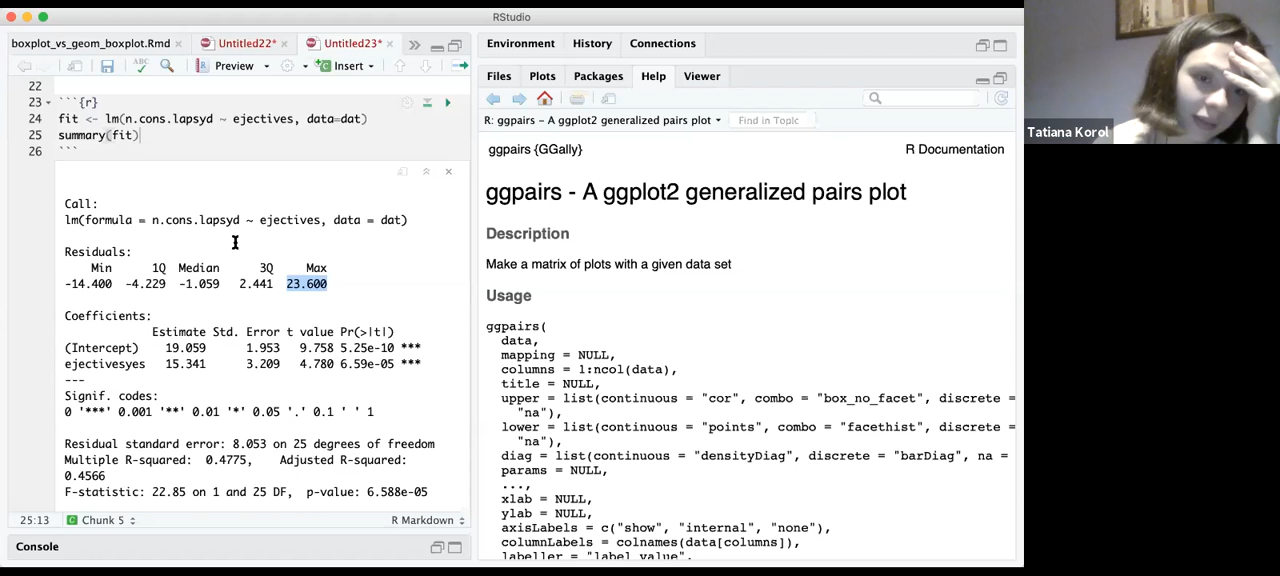 RStudio
boxplot_vs_geom_boxplot.Rmd Untitled22* Untitled23*
ABC Preview Insert
22
23 ```{r}
24 fit <- lm(n.cons.lapsyd ~ ejectives, data=dat)
25 summary(fit)
26 ```
Call:
lm(formula = n.cons.lapsyd ~ ejectives, data = dat)
Residuals:
Min 1Q Median 3Q Max
-14.400 -4.229 -1.059 2.441 23.600
Coefficients:
Estimate Std. Error t value Pr(>|t|)
(Intercept) 19.059 1.953 9.758 5.25e-10 ***
ejectivesyes 15.341 3.209 4.780 6.59e-05 ***
---
Signif. codes:
0 '***' 0.001 '**' 0.01 '*' 0.05 '.' 0.1 ' ' 1
Residual standard error: 8.053 on 25 degrees of freedom
Multiple R-squared: 0.4775, Adjusted R-squared:
0.4566
F-statistic: 22.85 on 1 and 25 DF, p-value: 6.588e-05
25:13 Chunk 5 R Markdown
Console
Environment History Connections
Files Plots Packages Help Viewer
R: ggpairs - A ggplot2 generalized pairs plot Find in Topic
ggpairs {GGally} R Documentation
ggpairs - A ggplot2 generalized pairs plot
Description
Make a matrix of plots with a given data set
Usage
ggpairs(
data,
mapping = NULL,
columns = 1:ncol(data),
title = NULL,
upper = list(continuous = "cor", combo = "box_no_facet", discrete =
"na"),
lower = list(continuous = "points", combo = "facethist", discrete =
"na"),
diag = list(continuous = "densityDiag", discrete = "barDiag", na =
params = NULL,
...,
xlab = NULL,
ylab = NULL,
axisLabels = c("show", "internal", "none"),
columnLabels = colnames(data[columns]),
labeller = "label_value",
Tatiana Korol